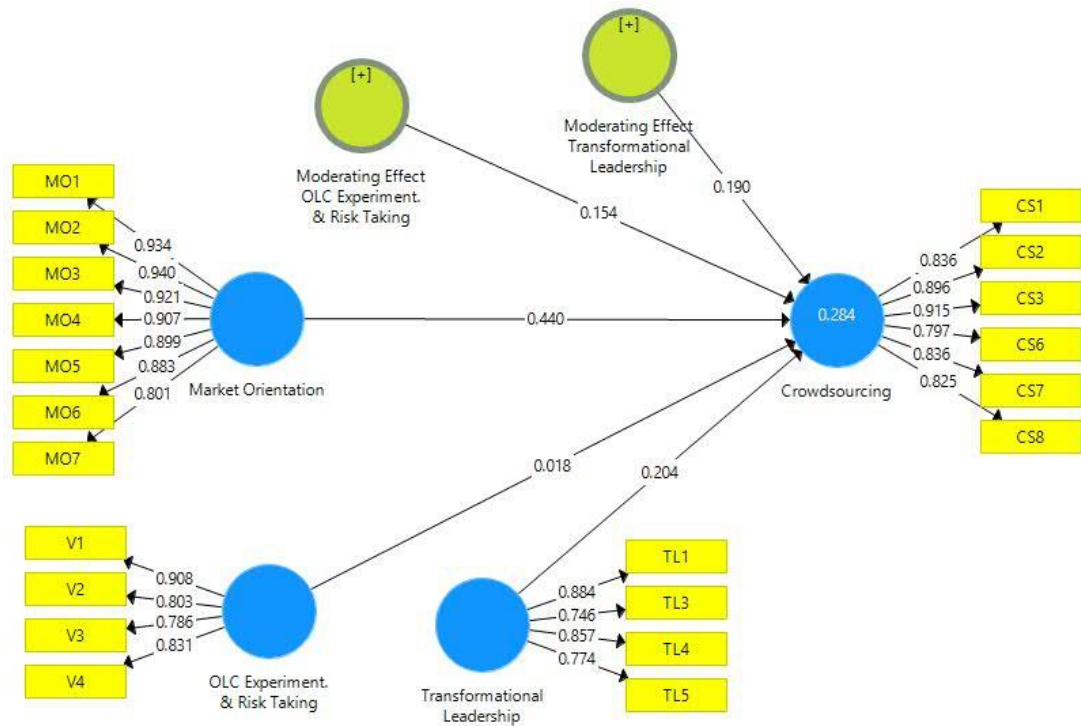 [+]
Moderating Effect
OLC Experiment.
& Risk Taking
[+]
Moderating Effect
Transformational
Leadership
0.154
0.190
MO1
MO2
MO3
MO4
MO5
MO6
MO7
0.934
0.940
0.921
0.907
0.899
0.883
0.801
Market Orientation
0.440
0.284
Crowdsourcing
0.836
0.896
0.915
0.797
0.836
0.825
CS1
CS2
CS3
CS6
CS7
CS8
0.018
0.204
V1
V2
V3
V4
0.908
0.803
0.786
0.831
OLC Experiment.
& Risk Taking
Transformational
Leadership
0.884
0.746
0.857
0.774
TL1
TL3
TL4
TL5